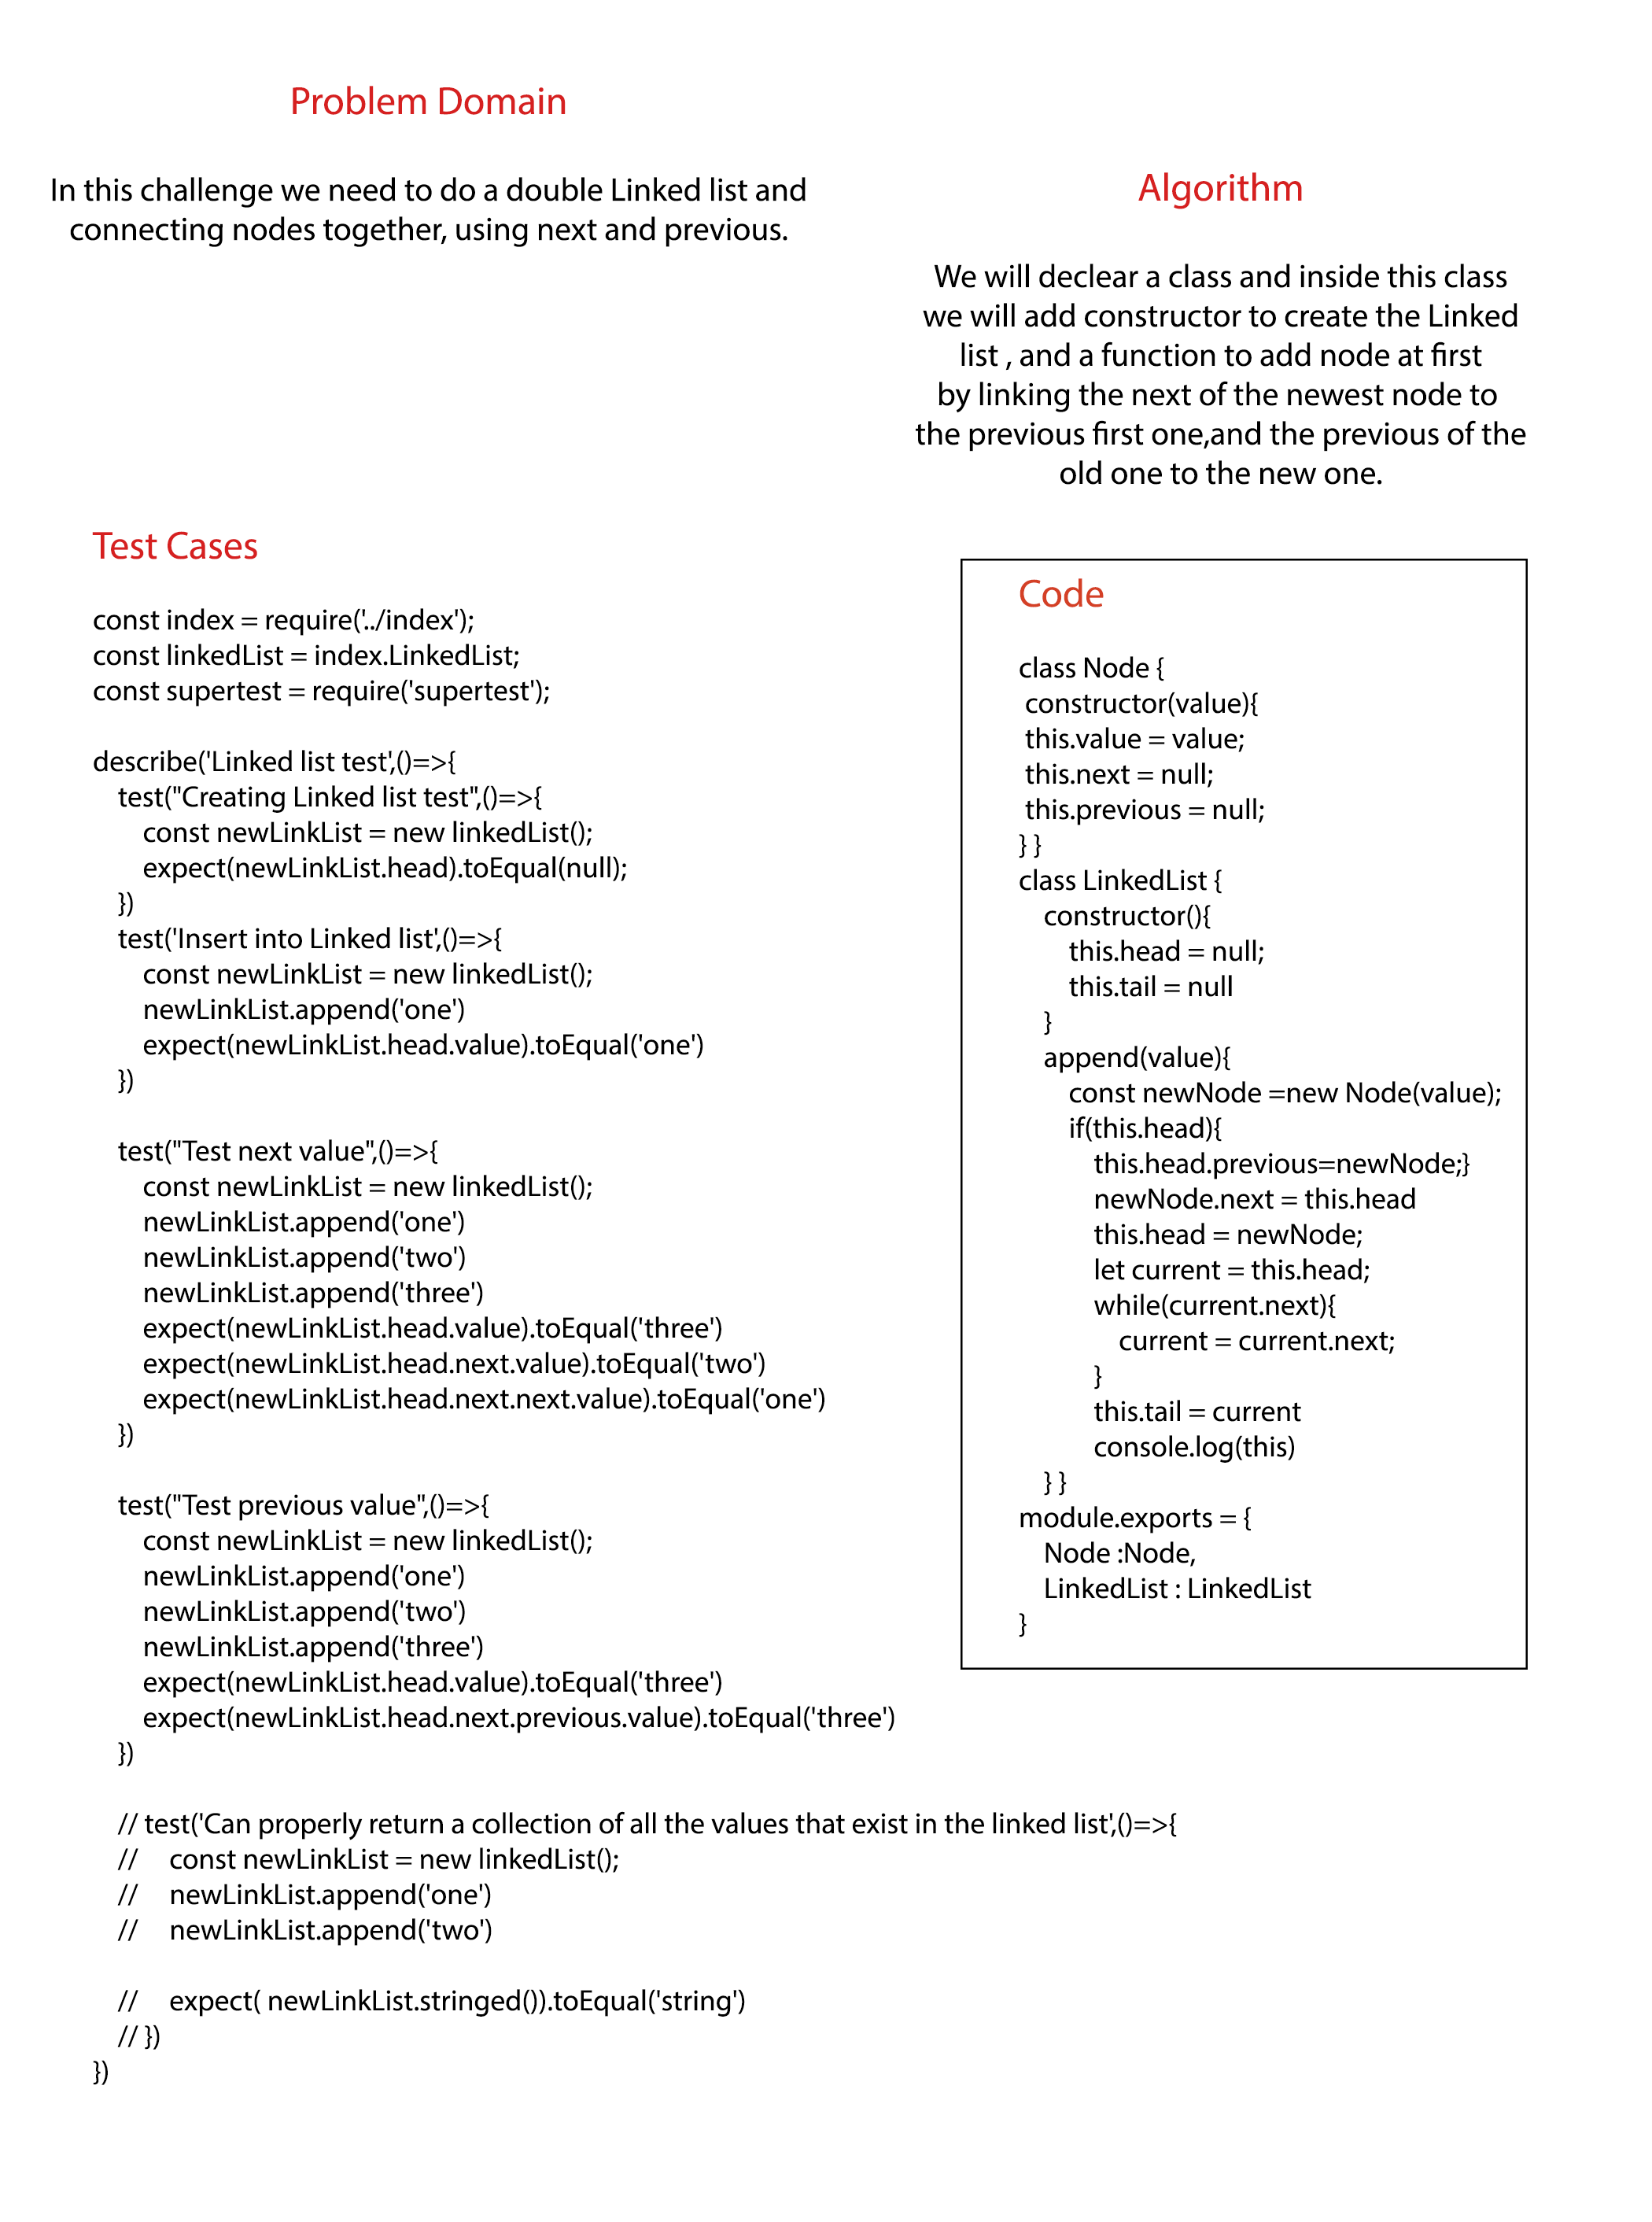 Problem Domain
In this challenge we need to do a double Linked list and
connecting nodes together, using next and previous.
Algorithm
We will declear a class and inside this class
we will add constructor to create the Linked
list , and a function to add node at first
by linking the next of the newest node to
the previous first one,and the previous of the
old one to the new one.
Test Cases
const index = require('../index');
const linkedList = index.LinkedList;
const supertest = require('supertest');
describe('Linked list test',()=>{
test("Creating Linked list test",()=>{
const newLinkList = new linkedList();
expect(newLinkList.head).toEqual(null);
})
test('Insert into Linked list',()=>{
const newLinkList = new linkedList();
newLinkList.append('one')
expect(newLinkList.head.value).toEqual('one')
})
test("Test next value",()=>{
const newLinkList = new linkedList();
newLinkList.append('one')
newLinkList.append('two')
newLinkList.append('three')
expect(newLinkList.head.value).toEqual('three')
expect(newLinkList.head.next.value).toEqual('two')
expect(newLinkList.head.next.next.value).toEqual('one')
})
test("Test previous value",()=>{
const newLinkList = new linkedList();
newLinkList.append('one')
newLinkList.append('two')
newLinkList.append('three')
expect(newLinkList.head.value).toEqual('three')
expect(newLinkList.head.next.previous.value).toEqual('three')
})
// test('Can properly return a collection of all the values that exist in the linked list',()=>{
// const newLinkList = new linkedList();
// newLinkList.append('one')
// newLinkList.append('two')
// expect( newLinkList.stringed()).toEqual('string')
// })
})
Code
class Node {
constructor(value){
this.value = value;
this.next = null;
this.previous = null;
} }
class LinkedList {
constructor(){
this.head = null;
this.tail = null
}
append(value){
const newNode =new Node(value);
if(this.head){
this.head.previous=newNode;}
newNode.next = this.head
this.head = newNode;
let current = this.head;
while(current.next){
current = current.next;
}
this.tail = current
console.log(this)
} }
module.exports = {
Node :Node,
LinkedList : LinkedList
}